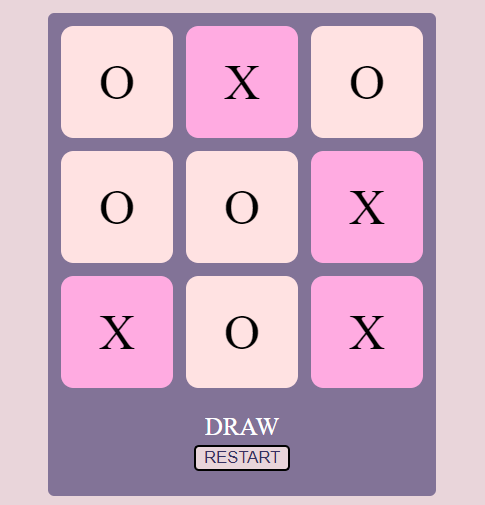 O X O
O O X
X O X
DRAW
RESTART